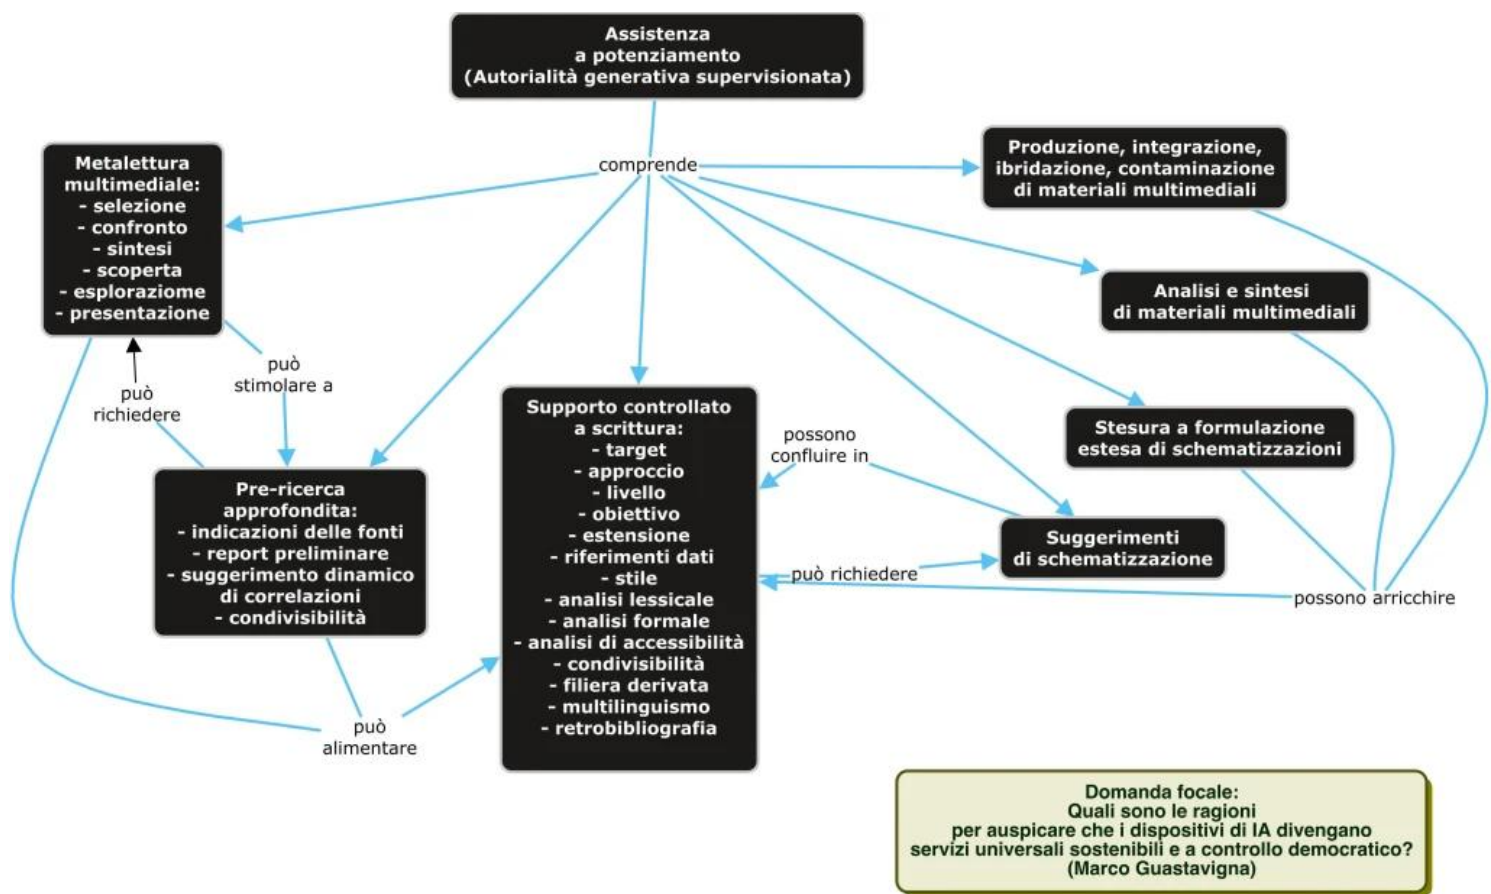 Assistenza
a potenziamento
(Autorialità generativa supervisionata)
comprende
Metalettura
multimediale:
- selezione
- confronto
- sintesi
- scoperta
- esploraziome
- presentazione
Produzione, integrazione,
ibridazione, contaminazione
di materiali multimediali
Analisi e sintesi
di materiali multimediali
può
stimolare a
può
richiedere
Supporto controllato
a scrittura:
- target
- approccio
- livello
- obiettivo
- estensione
- riferimenti dati
- stile
- analisi lessicale
- analisi formale
- analisi di accessibilità
- condivisibilità
- filiera derivata
- multilinguismo
- retrobibliografia
Stesura a formulazione
estesa di schematizzazioni
possono
confluire in
Pre-ricerca
approfondita:
- indicazioni delle fonti
- report preliminare
- suggerimento dinamico
di correlazioni
- condivisibilità
Suggerimenti
di schematizzazione
può richiedere
possono arricchire
può
alimentare
Domanda focale:
Quali sono le ragioni
per auspicare che i dispositivi di IA divengano
servizi universali sostenibili e a controllo democratico?
(Marco Guastavigna)